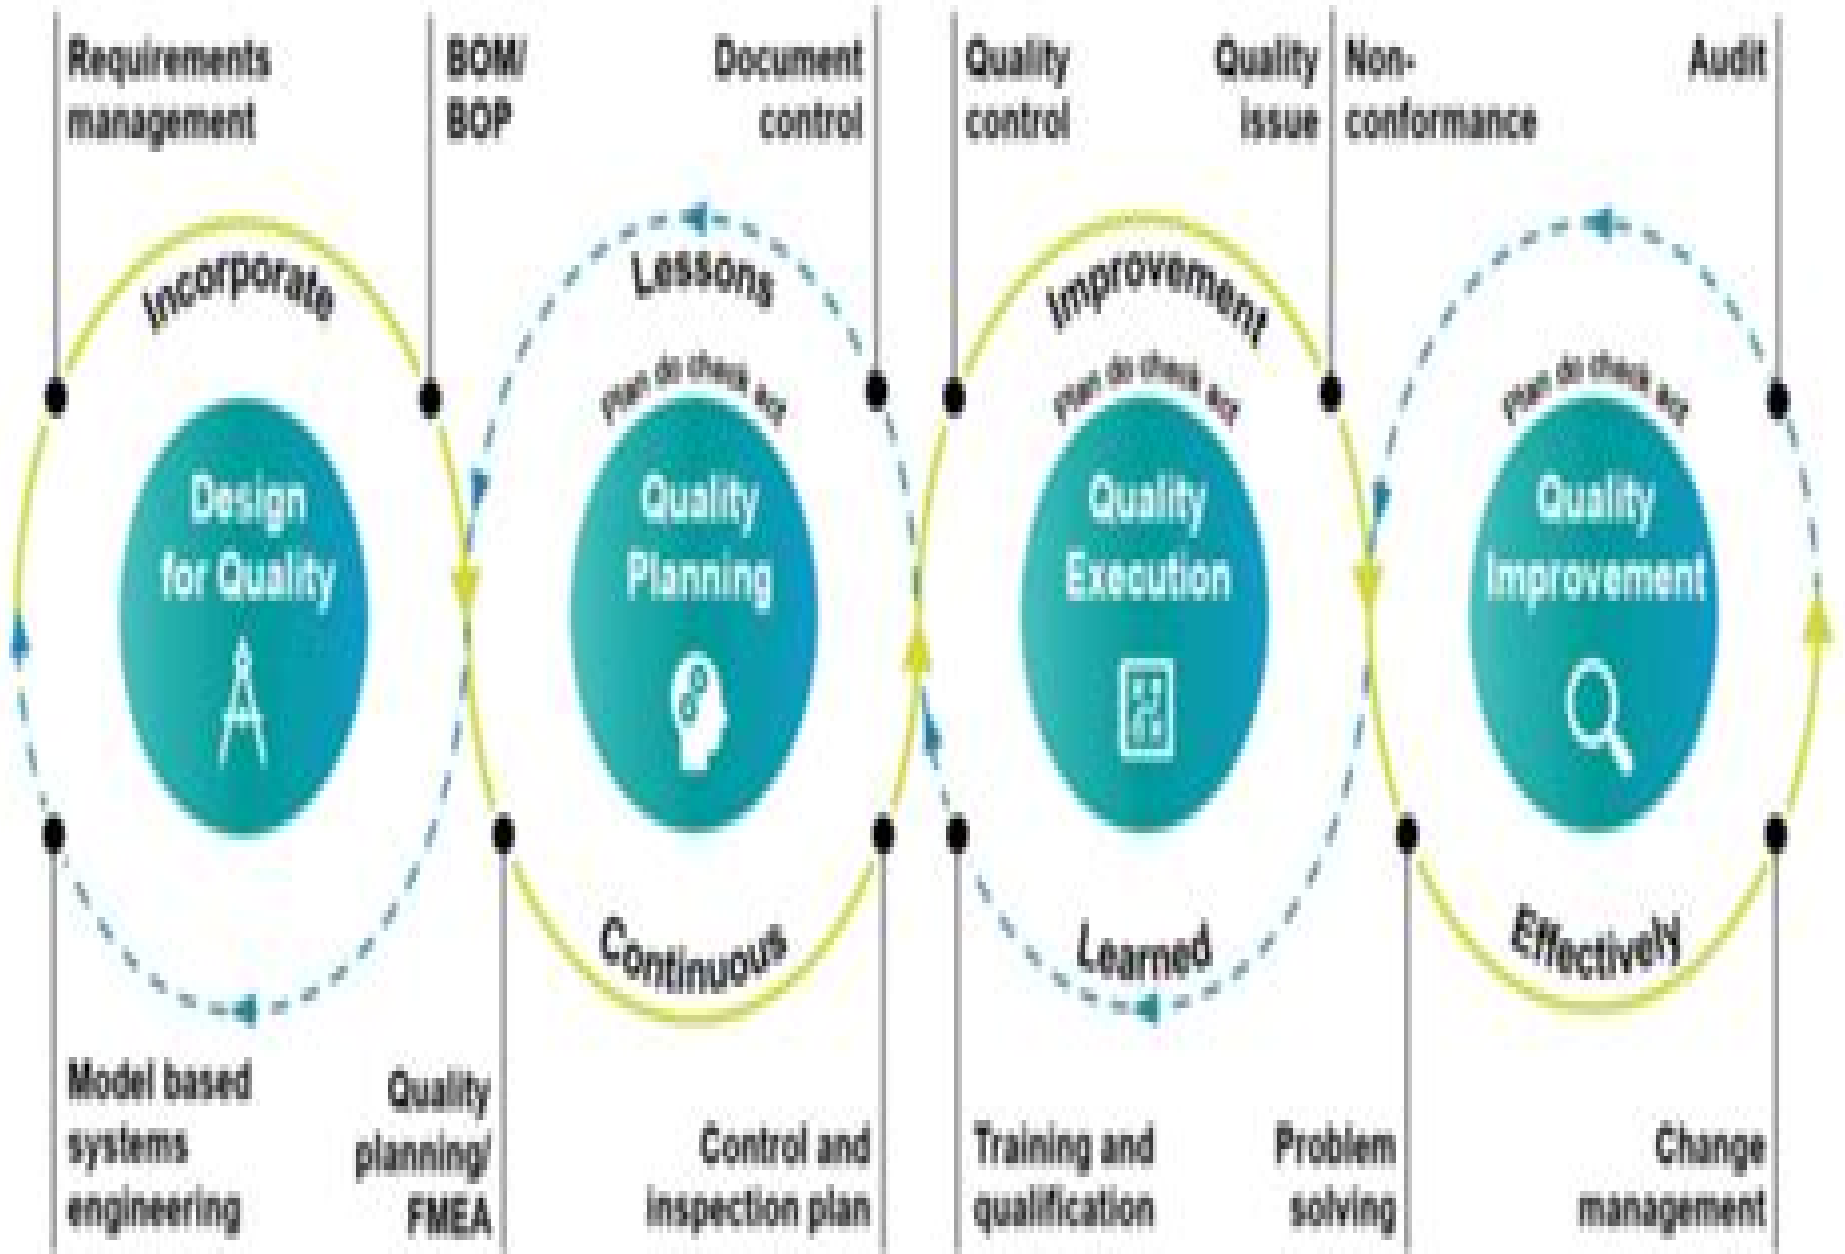 Requirements
management
BOM/
BOP
Document
control
Quality
control
Quality
issue
Non-
conformance
Audit
Incorporate
Lessons
Improvement
Plan do check act
Plan do check act
Plan do check act
Design
for Quality
Quality
Planning
Quality
Execution
Quality
Improvement
Continuous
Learned
Effectively
Model based
systems
engineering
Quality
planning/
FMEA
Control and
inspection plan
Training and
qualification
Problem
solving
Change
management